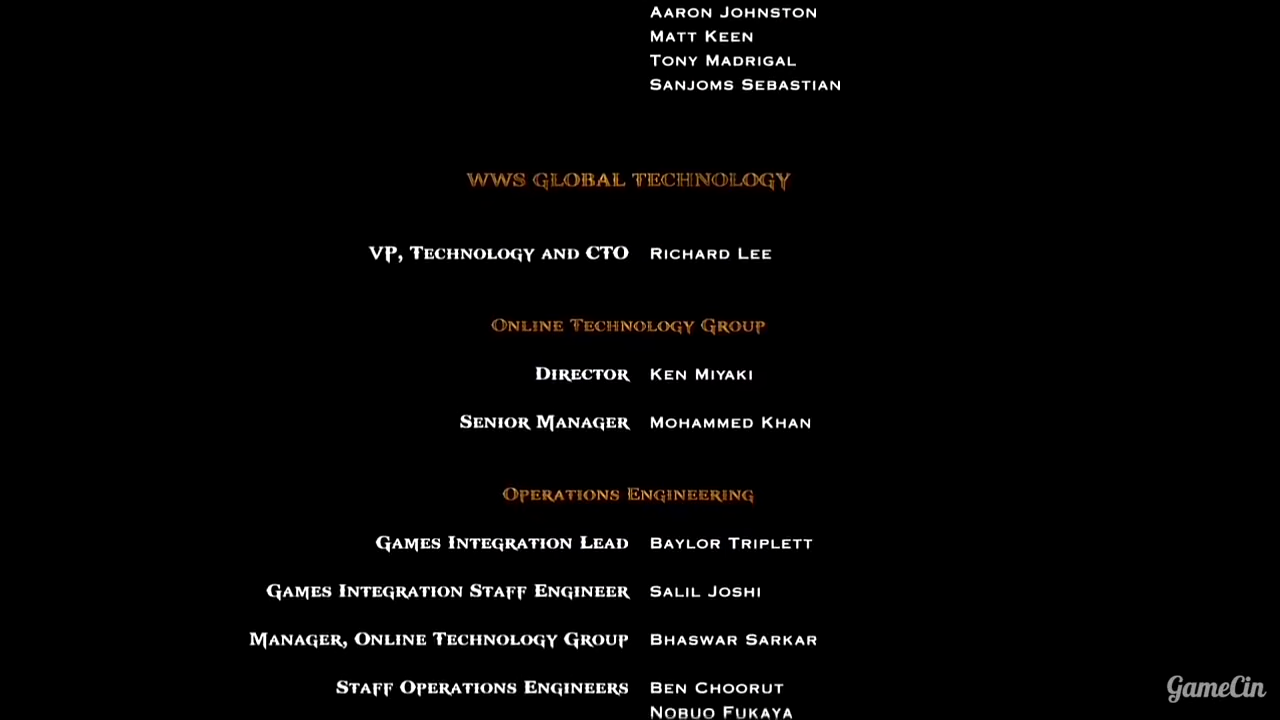 AARON JOHNSTON
MATT KEEN
TONY MADRIGAL
SANJOMS SEBASTIAN
WWS GLOBAL TECHNOLOGY
VP, TECHNOLOGY AND CTO RICHARD LEE
ONLINE TECHNOLOGY GROUP
DIRECTOR KEN MIYAKI
SENIOR MANAGER MOHAMMED KHAN
OPERATIONS ENGINEERING
GAMES INTEGRATION LEAD BAYLOR TRIPLETT
GAMES INTEGRATION STAFF ENGINEER SALIL JOSHI
MANAGER, ONLINE TECHNOLOGY GROUP BHASWAR SARKAR
STAFF OPERATIONS ENGINEERS BEN CHOORUT
NOBUO FUKAYA
GameCin